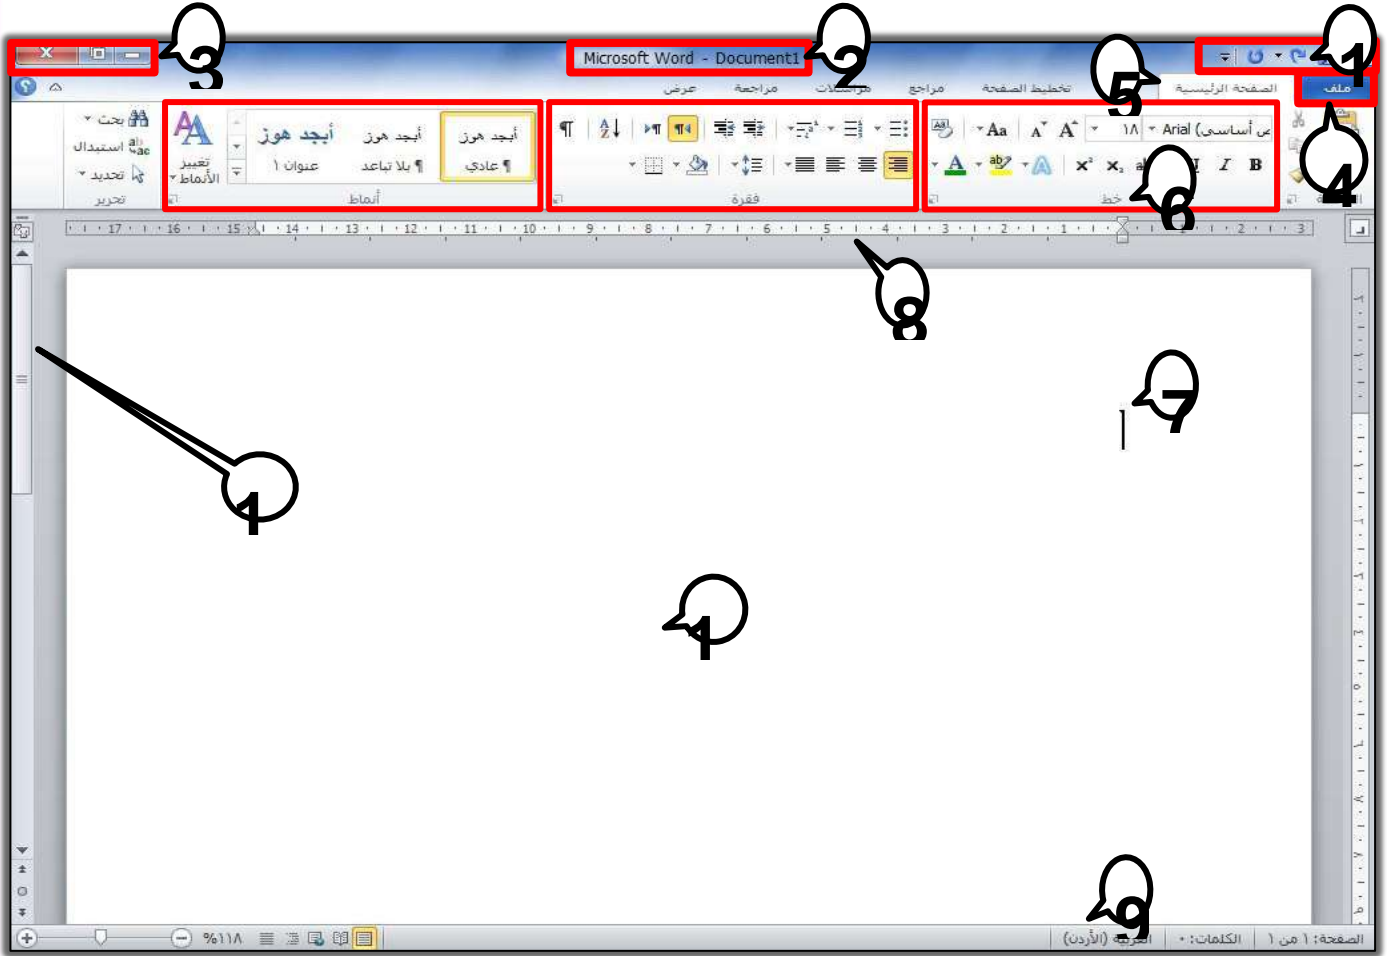 Microsoft Word - Document1
1
2
3
ملف
الصفحة الرئيسية
تخطيط الصفحة
مراجع
مراسلات
مراجعة
عرض
5
4
Arial (أساسي
١٨
Aa
B I
خط
6
فقرة
أبجد هوز
أبجد هوز
أبجد هوز
¶ عادي
¶ بلا تباعد
عنوان ١
تغيير الأنماط
أنماط
بحث
استبدال
تحديد
تحرير
17 16 15 14 13 12 11 10 9 8 7 6 5 4 3 2 1 1 2 3
8
7
1
1
9
الصفحة: ١ من ١
الكلمات: ٠
العربية (الأردن)
%١١٨